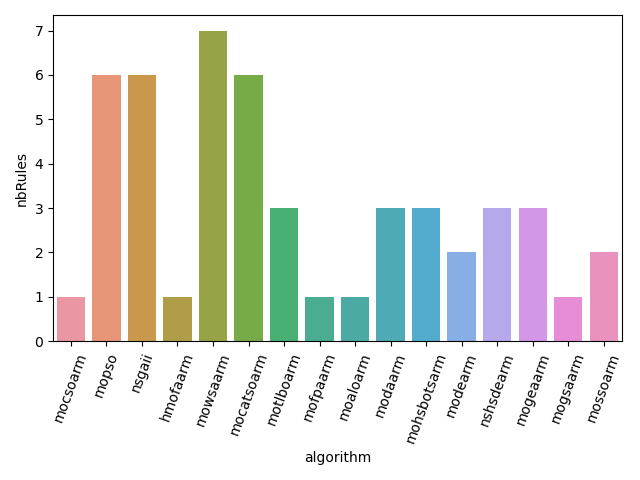 nbRules
7
6
5
4
3
2
1
0
mocsoarm
mopso
nsgaii
hmofaarm
mowsaarm
mocatsoarm
motlboarm
mofpaarm
moaloarm
modaarm
mohsbotsarm
modearm
nshsdearm
mogeaarm
mogsaarm
mossoarm
algorithm